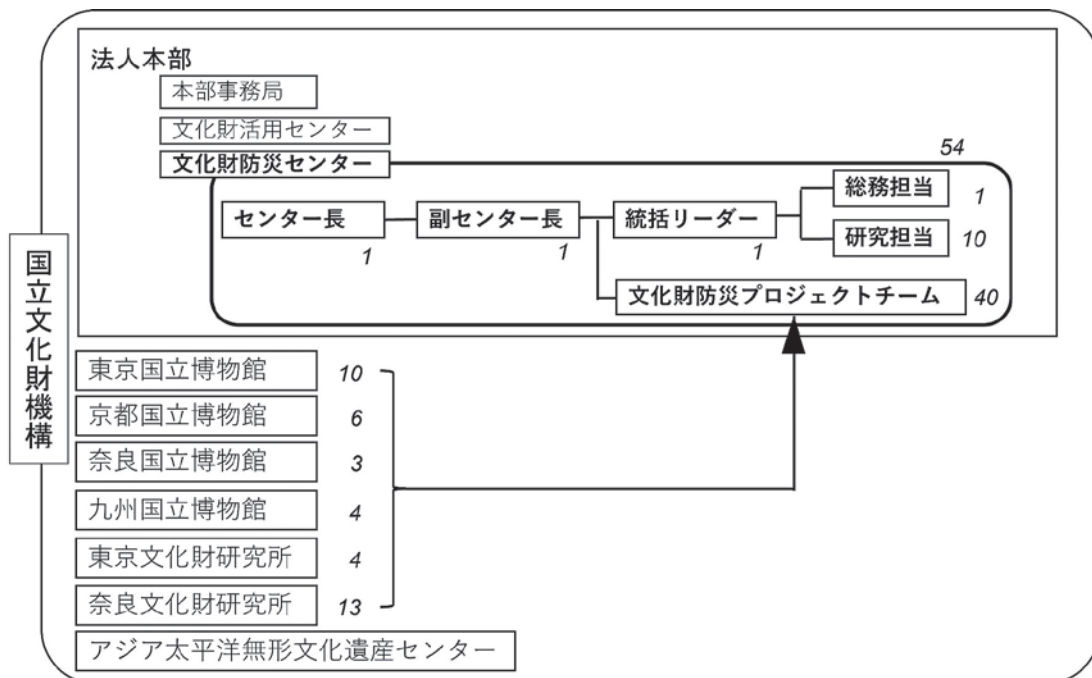 国立文化財機構
法人本部
本部事務局
文化財活用センター
文化財防災センター
54
センター長
1
副センター長
1
統括リーダー
1
総務担当
1
研究担当
10
文化財防災プロジェクトチーム
40
東京国立博物館
10
京都国立博物館
6
奈良国立博物館
3
九州国立博物館
4
東京文化財研究所
4
奈良文化財研究所
13
アジア太平洋無形文化遺産センター